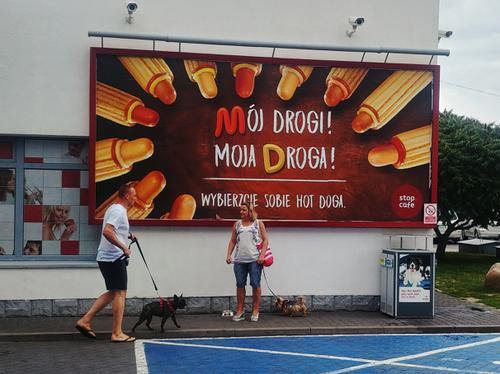 MÓJ DROGI!
MOJA DROGA!
WYBIERZCIE SOBIE HOT DOGA.
stop
cafe